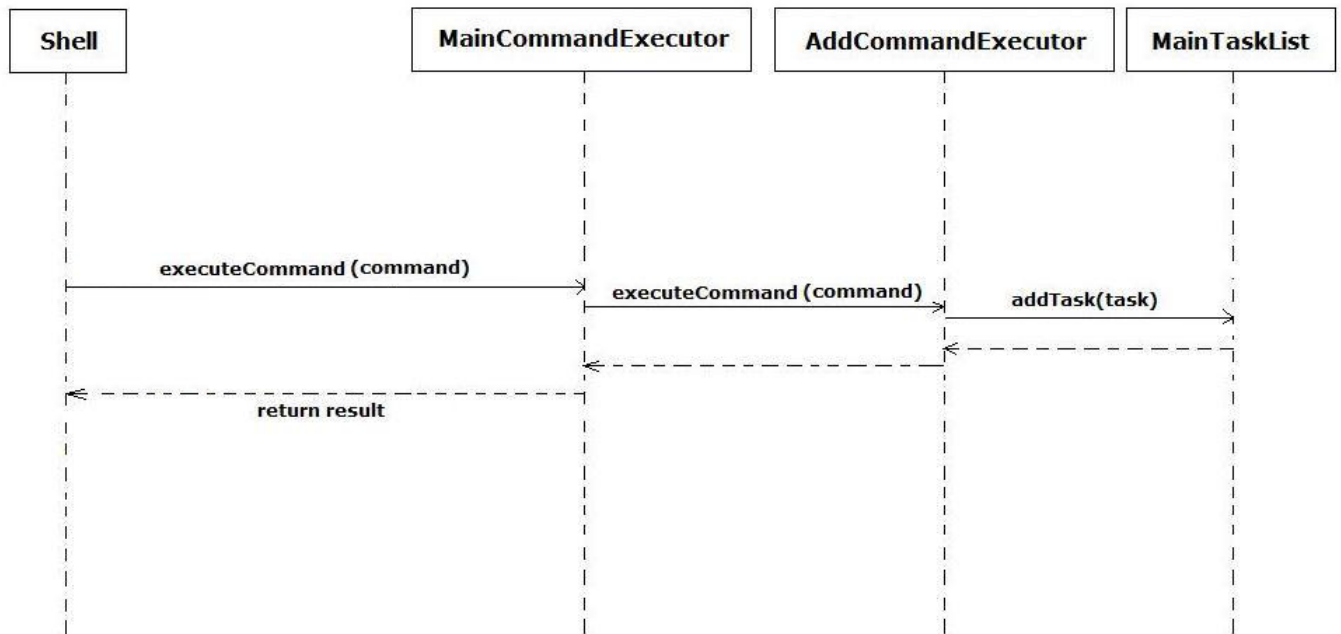 Shell
MainCommandExecutor
AddCommandExecutor
MainTaskList
executeCommand (command)
executeCommand (command)
addTask(task)
return result